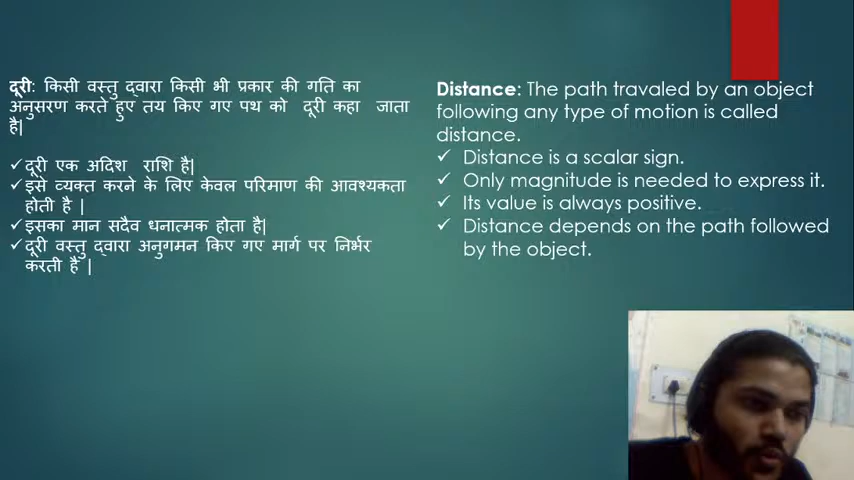 दूरी: किसी वस्तु द्वारा किसी भी प्रकार की गति का
अनुसरण करते हुए तय किए गए पथ को दूरी कहा जाता
है|
✓दूरी एक अदिश राशि है|
✓इसे व्यक्त करने के लिए केवल परिमाण की आवश्यकता
होती है |
✓इसका मान सदैव धनात्मक होता है|
✓दूरी वस्तु द्वारा अनुगमन किए गए मार्ग पर निर्भर
करती है |
Distance: The path travaled by an object
following any type of motion is called
distance.
✓ Distance is a scalar sign.
✓ Only magnitude is needed to express it.
✓ Its value is always positive.
✓ Distance depends on the path followed
by the object.